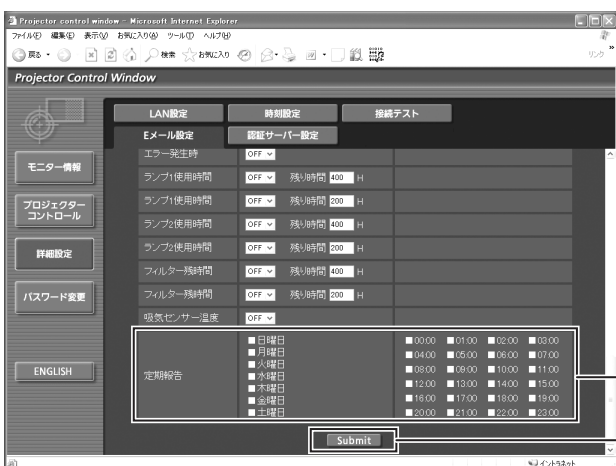 Projector control window - Microsoft Internet Explorer
ファイル(F) 編集(E) 表示(V) お気に入り(A) ツール(T) ヘルプ(H)
戻る 検索 お気に入り リンク
Projector Control Window
LAN設定 時刻設定 接続テスト
Eメール設定 認証サーバー設定
モニター情報
プロジェクター
コントロール
詳細設定
パスワード変更
ENGLISH
エラー発生時 OFF
ランプ1使用時間 OFF 残り時間 400 H
ランプ1使用時間 OFF 残り時間 200 H
ランプ2使用時間 OFF 残り時間 400 H
ランプ2使用時間 OFF 残り時間 200 H
フィルター残時間 OFF 残り時間 400 H
フィルター残時間 OFF 残り時間 200 H
吸気センサー温度 OFF
定期報告
日曜日
月曜日
火曜日
水曜日
木曜日
金曜日
土曜日
00:00 01:00 02:00 03:00
04:00 05:00 06:00 07:00
08:00 09:00 10:00 11:00
12:00 13:00 14:00 15:00
16:00 17:00 18:00 19:00
20:00 21:00 22:00 23:00
Submit
イントラネット